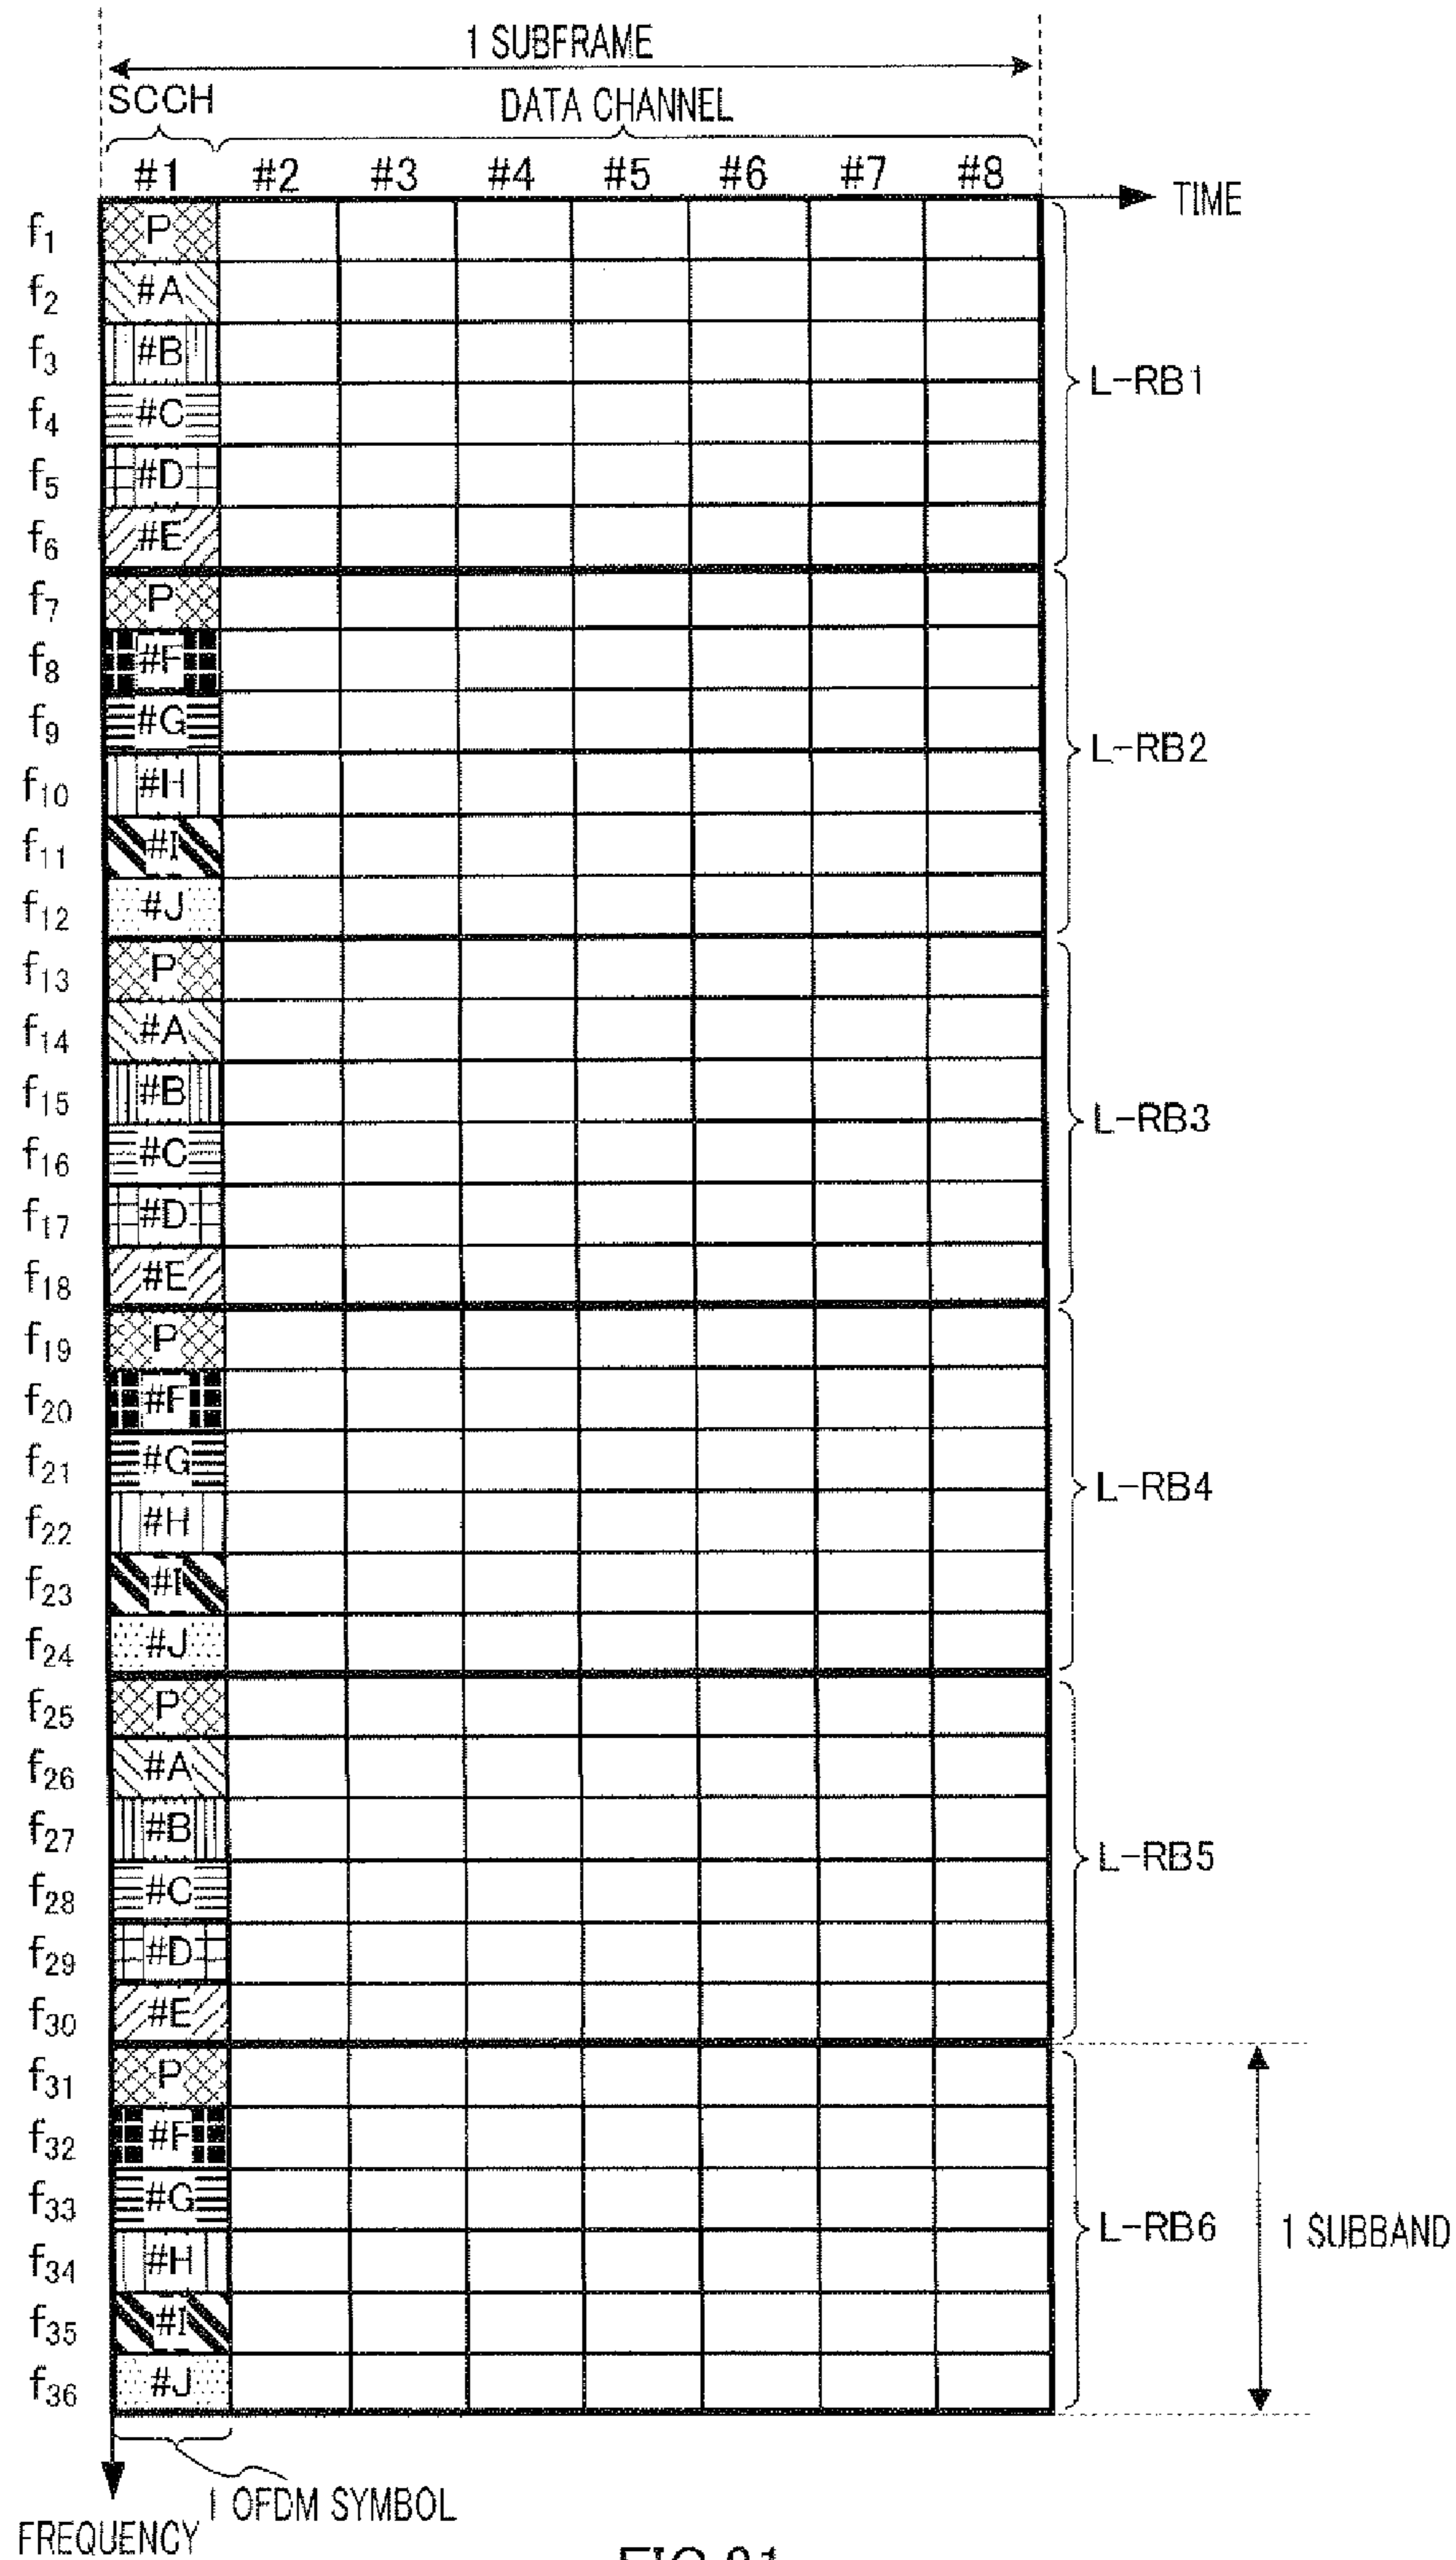 1 SUBFRAME
SCCH DATA CHANNEL
#1 #2 #3 #4 #5 #6 #7 #8
TIME
f1 P
f2 #A
f3 #B
f4 #C L-RB1
f5 #D
f6 #E
f7 P
f8 #F
f9 #G
f10 #H L-RB2
f11 #I
f12 #J
f13 P
f14 #A
f15 #B
f16 #C L-RB3
f17 #D
f18 #E
f19 P
f20 #F
f21 #G
f22 #H L-RB4
f23 #I
f24 #J
f25 P
f26 #A
f27 #B
f28 #C L-RB5
f29 #D
f30 #E
f31 P
f32 #F
f33 #G
f34 #H L-RB6 1 SUBBAND
f35 #I
f36 #J
1 OFDM SYMBOL
FREQUENCY